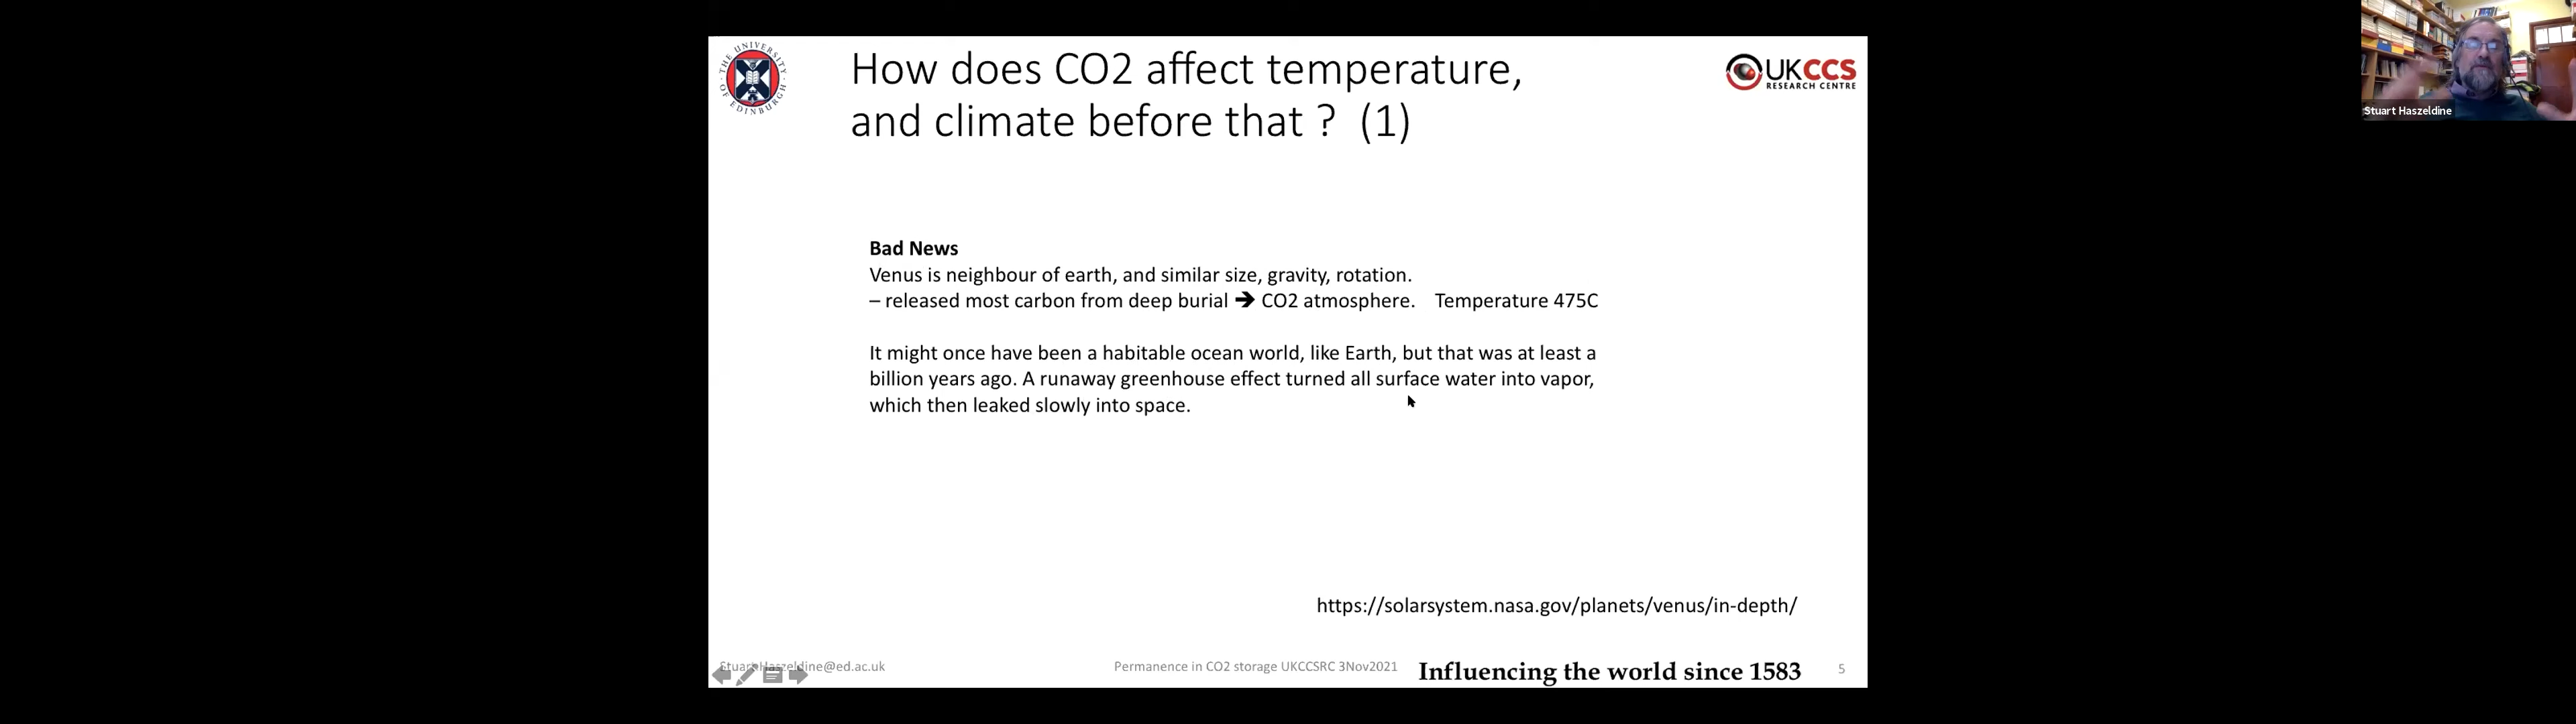 THE UNIVERSITY OF EDINBURGH
How does CO2 affect temperature,
and climate before that ? (1)
UKCCS
RESEARCH CENTRE
Stuart Haszeldine
Bad News
Venus is neighbour of earth, and similar size, gravity, rotation.
– released most carbon from deep burial ➔ CO2 atmosphere. Temperature 475C
It might once have been a habitable ocean world, like Earth, but that was at least a
billion years ago. A runaway greenhouse effect turned all surface water into vapor,
which then leaked slowly into space.
https://solarsystem.nasa.gov/planets/venus/in-depth/
Stuart.Haszeldine@ed.ac.uk
Permanence in CO2 storage UKCCSRC 3Nov2021
Influencing the world since 1583
5